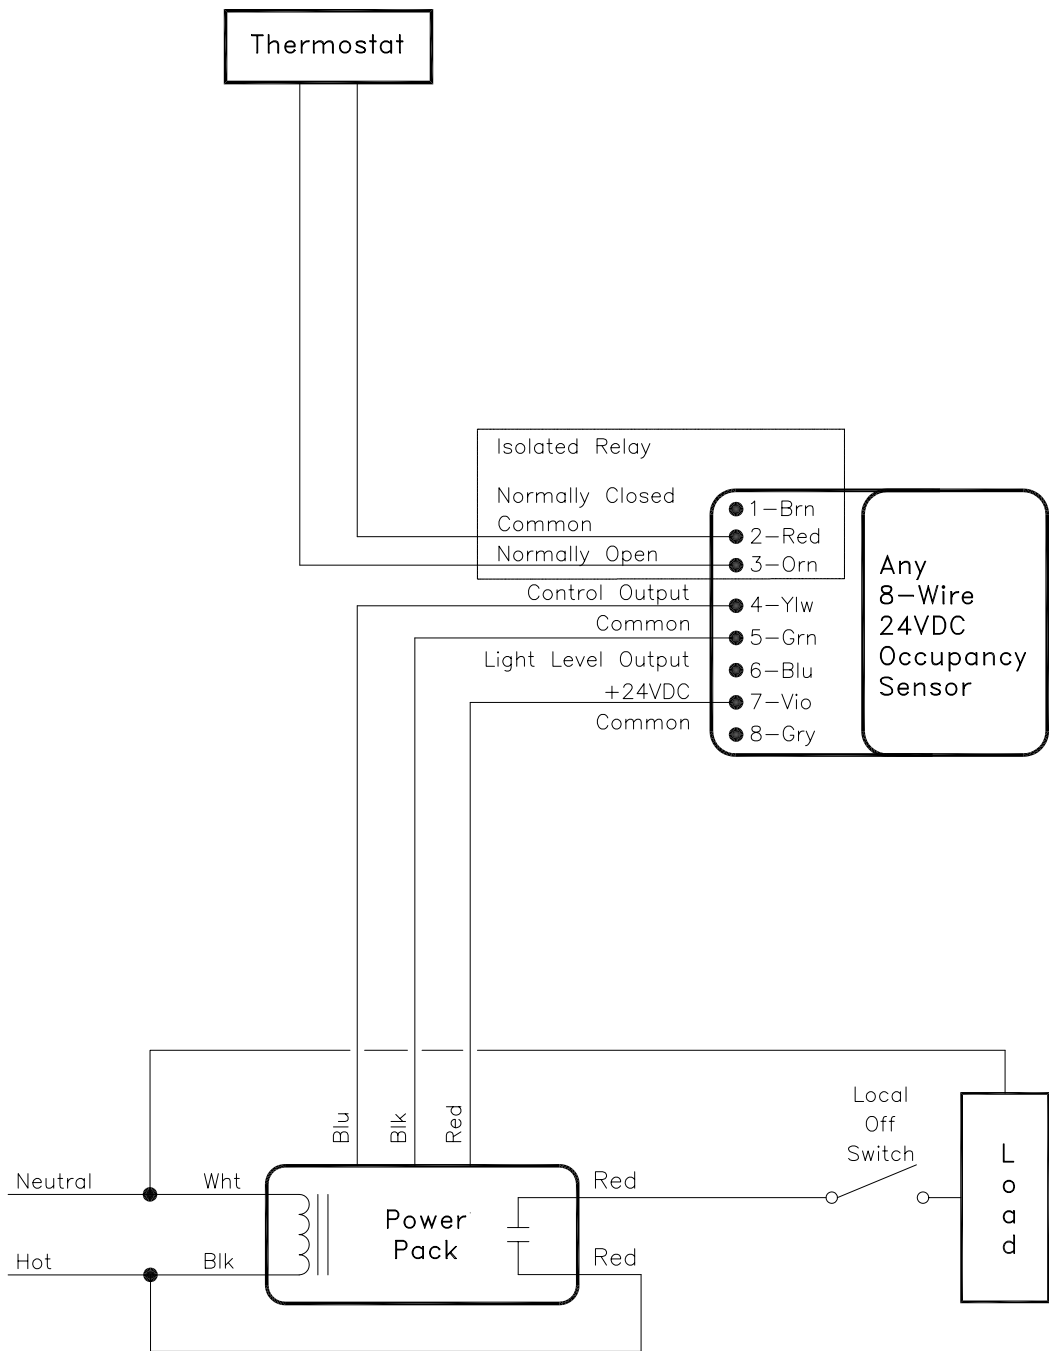 Thermostat
Isolated Relay
Normally Closed
Common
Normally Open
Control Output
Common
Light Level Output
+24VDC
Common
1-Brn
2-Red
3-Orn
4-Ylw
5-Grn
6-Blu
7-Vio
8-Gry
Any
8-Wire
24VDC
Occupancy
Sensor
Blu
Blk
Red
Local
Off
Switch
Neutral
Wht
Hot
Blk
Power
Pack
Red
Red
Load